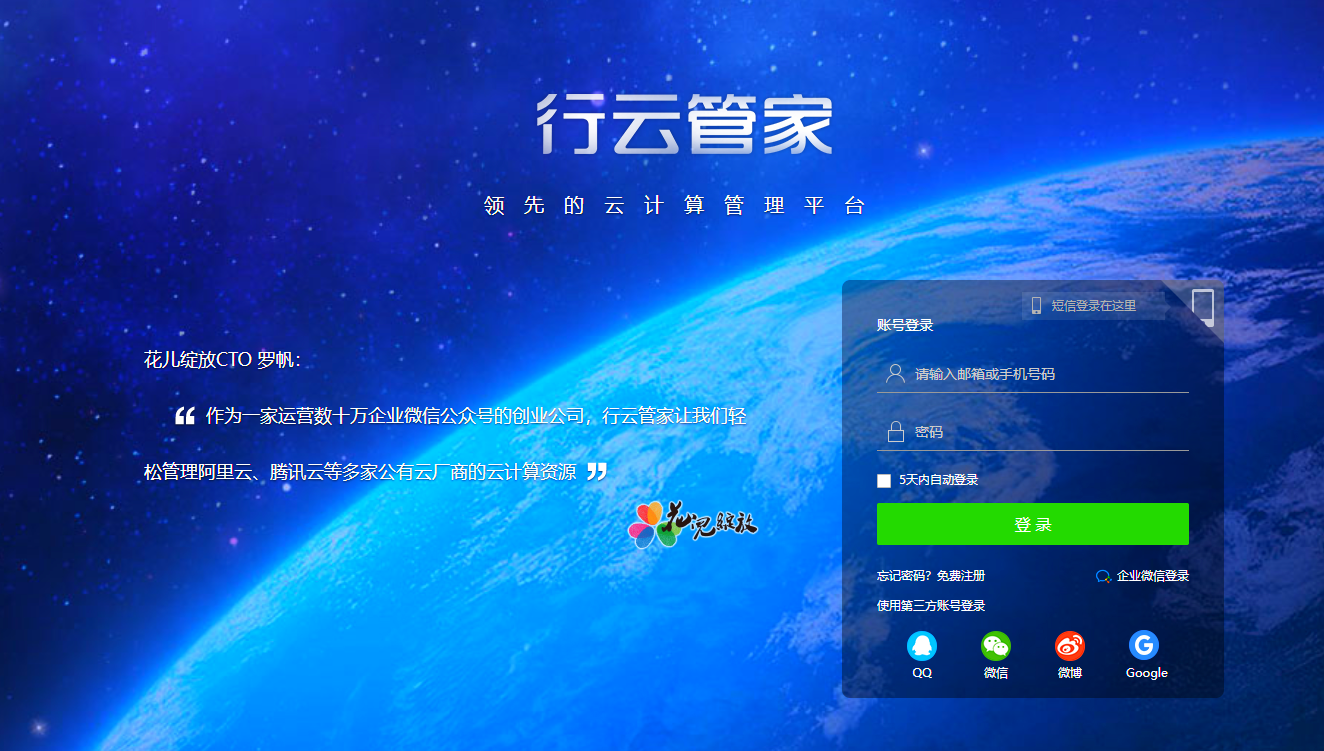 行云管家
领先的云计算管理平台
花儿绽放CTO 罗帆：
“ 作为一家运营数十万企业微信公众号的创业公司，行云管家让我们轻
松管理阿里云、腾讯云等多家公有云厂商的云计算资源 ”
花儿绽放
短信登录在这里
账号登录
请输入邮箱或手机号码
密码
5天内自动登录
登 录
忘记密码？ 免费注册 企业微信登录
使用第三方账号登录
QQ 微信 微博 Google